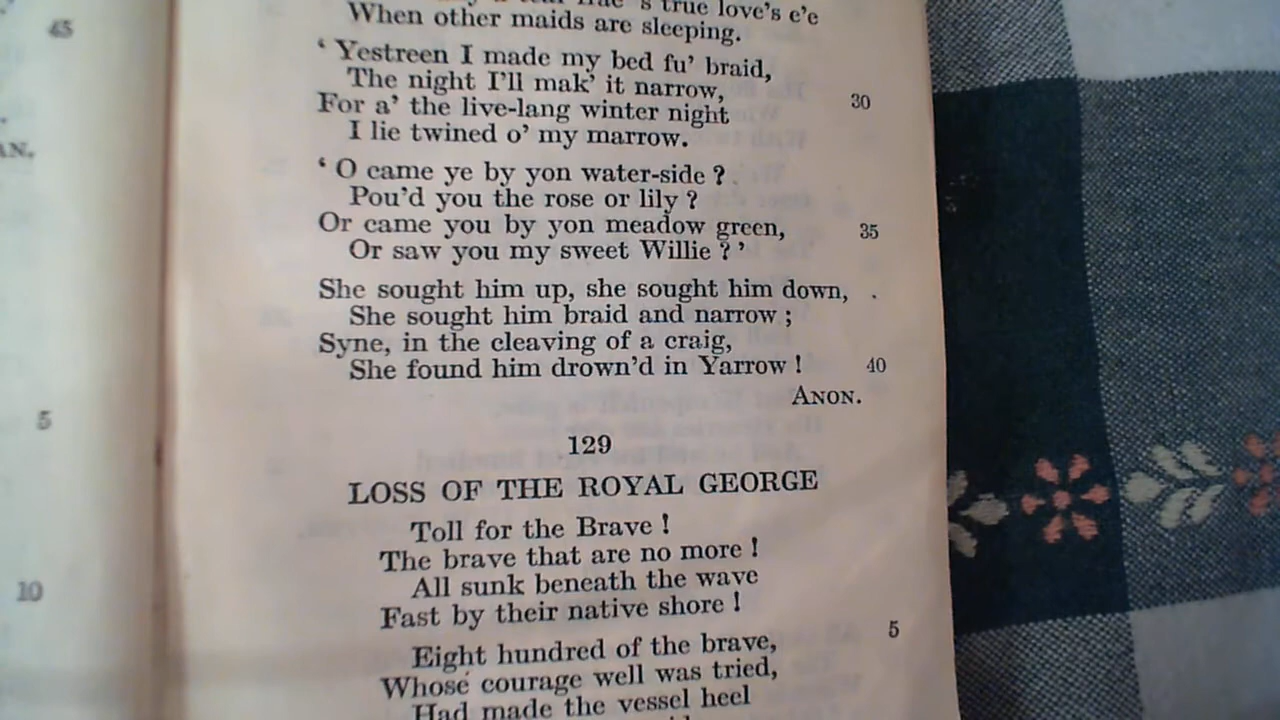 45
AN.
5
10
's true love's e'e
When other maids are sleeping.
‘ Yestreen I made my bed fu’ braid,
The night I’ll mak’ it narrow,
For a’ the live-lang winter night 30
I lie twined o’ my marrow.
‘ O came ye by yon water-side ?
Pou’d you the rose or lily ?
Or came you by yon meadow green, 35
Or saw you my sweet Willie ? ’
She sought him up, she sought him down,
She sought him braid and narrow ;
Syne, in the cleaving of a craig,
She found him drown’d in Yarrow ! 40
ANON.
129
LOSS OF THE ROYAL GEORGE
Toll for the Brave !
The brave that are no more !
All sunk beneath the wave
Fast by their native shore !
Eight hundred of the brave, 5
Whose courage well was tried,
Had made the vessel heel